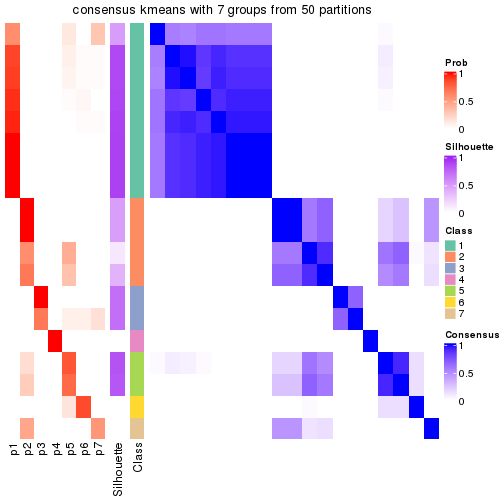 consensus kmeans with 7 groups from 50 partitions
Prob
1
0.5
0
Silhouette
1
0.5
0
Class
1
2
3
4
5
6
7
Consensus
1
0.5
0
p1
p2
p3
p4
p5
p6
p7
Silhouette
Class